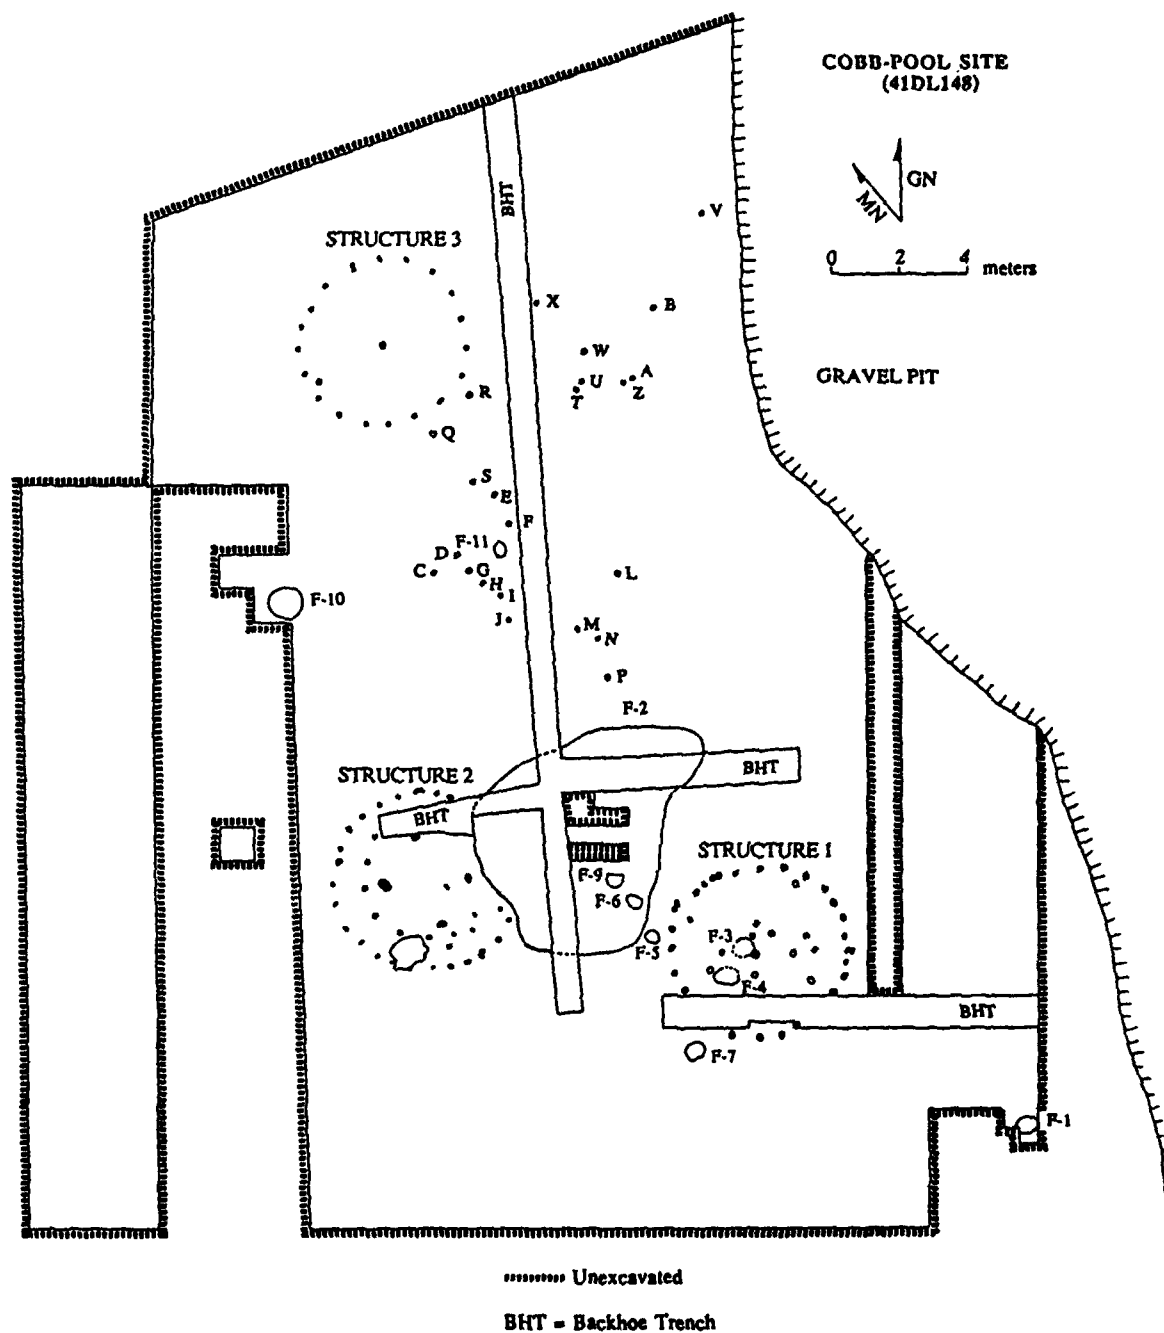 COBB-POOL SITE
(41DL148)
GN
MN
0 2 4 meters
GRAVEL PIT
BHT
V
STRUCTURE 3
X
B
W
A
U
Z
T
R
Q
S
E
F
F-11
D
C
G
H
L
I
F-10
J
M
N
P
F-2
STRUCTURE 2
BHT
BHT
STRUCTURE 1
F-9
F-6
F-3
F-5
F-4
BHT
F-7
F-1
Unexcavated
BHT = Backhoe Trench